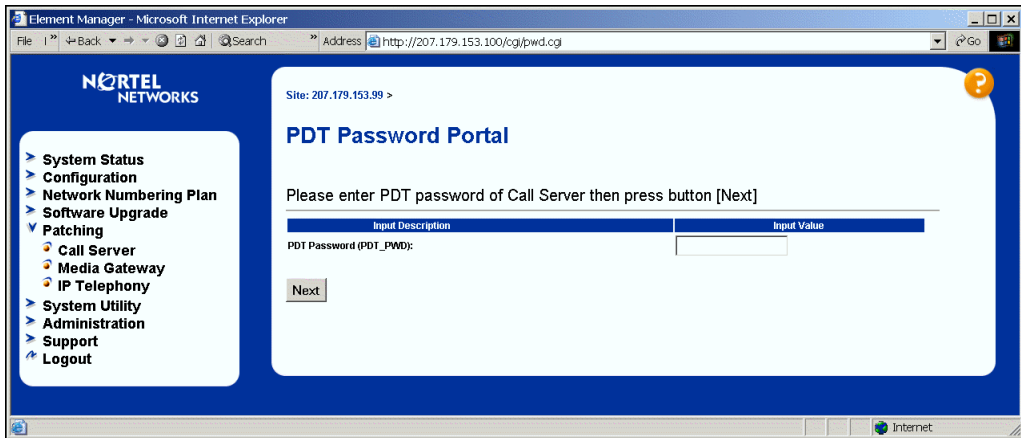 Element Manager - Microsoft Internet Explorer
File Back Search » Address http://207.179.153.100/cgi/pwd.cgi Go
NORTEL
NETWORKS
System Status
Configuration
Network Numbering Plan
Software Upgrade
Patching
Call Server
Media Gateway
IP Telephony
System Utility
Administration
Support
Logout
?
Site: 207.179.153.99 >
PDT Password Portal
Please enter PDT password of Call Server then press button [Next]
Input Description Input Value
PDT Password (PDT_PWD):
Next
Internet